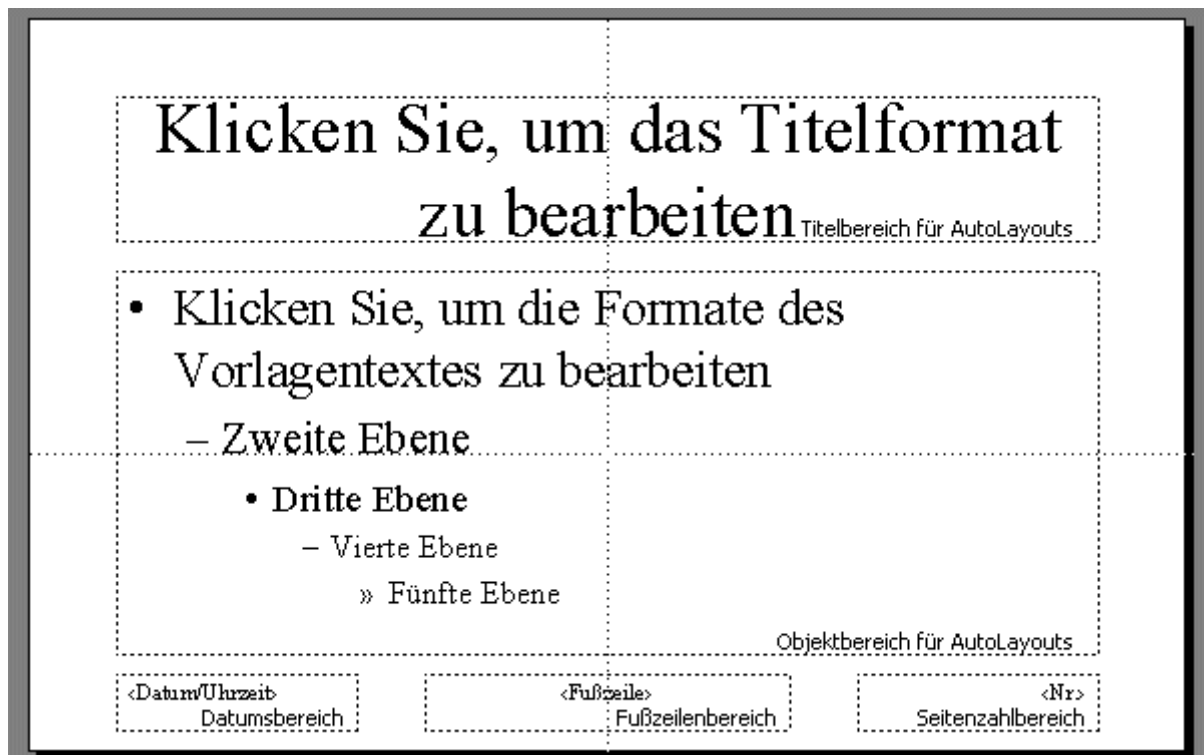 Klicken Sie, um das Titelformat
zu bearbeiten
Titelbereich für AutoLayouts
• Klicken Sie, um die Formate des
Vorlagentextes zu bearbeiten
– Zweite Ebene
• Dritte Ebene
– Vierte Ebene
» Fünfte Ebene
Objektbereich für AutoLayouts
<Datum/Uhrzeit>
Datumsbereich
<Fußzeile>
Fußzeilenbereich
<Nr>
Seitenzahlbereich